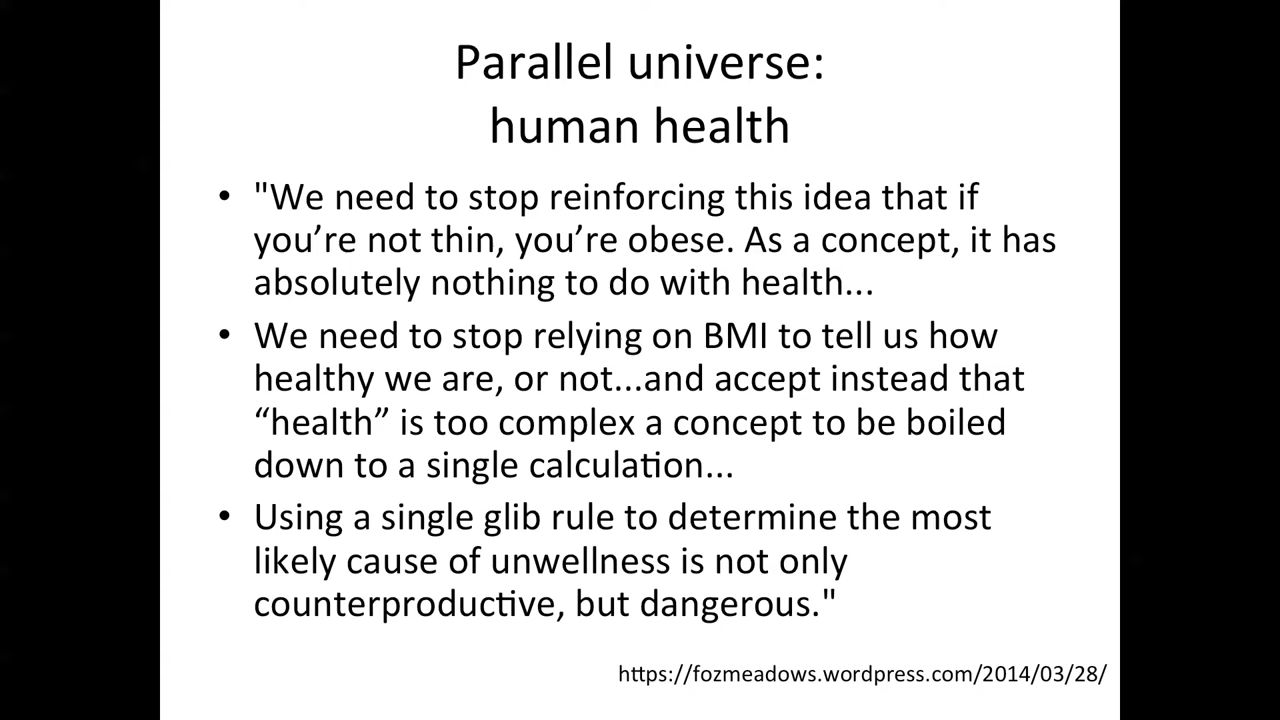 Parallel universe:
human health
• "We need to stop reinforcing this idea that if
you’re not thin, you’re obese. As a concept, it has
absolutely nothing to do with health...
• We need to stop relying on BMI to tell us how
healthy we are, or not...and accept instead that
“health” is too complex a concept to be boiled
down to a single calculation...
• Using a single glib rule to determine the most
likely cause of unwellness is not only
counterproductive, but dangerous."
https://fozmeadows.wordpress.com/2014/03/28/